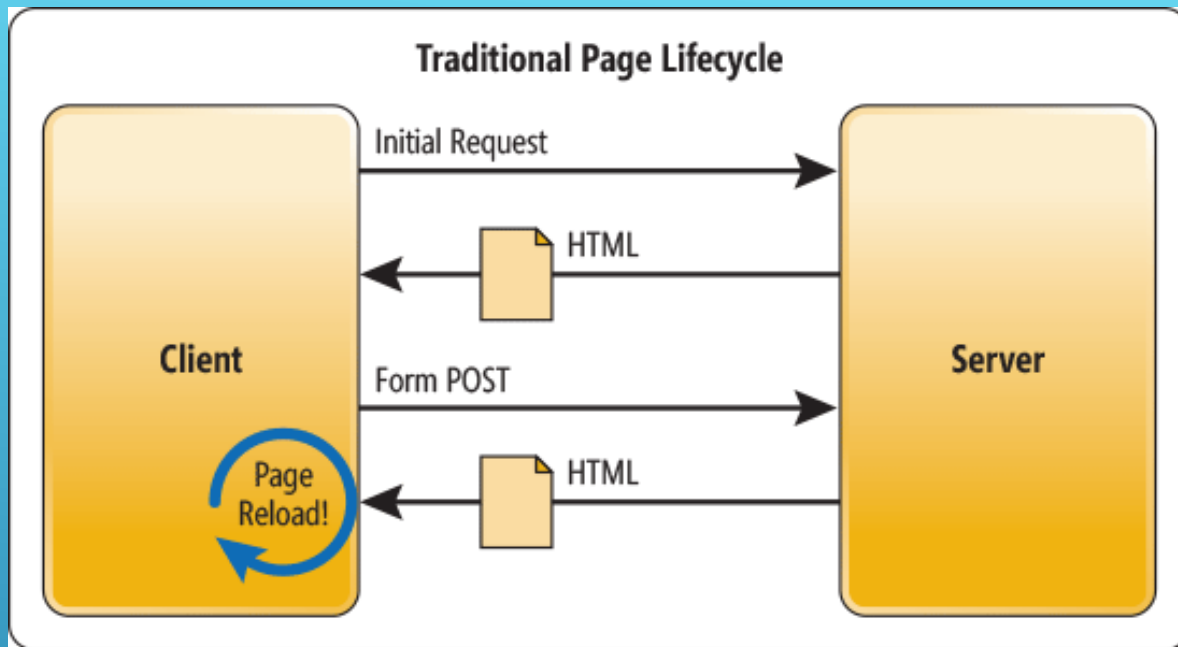 Traditional Page Lifecycle
Initial Request
HTML
Client
Server
Form POST
HTML
Page
Reload!